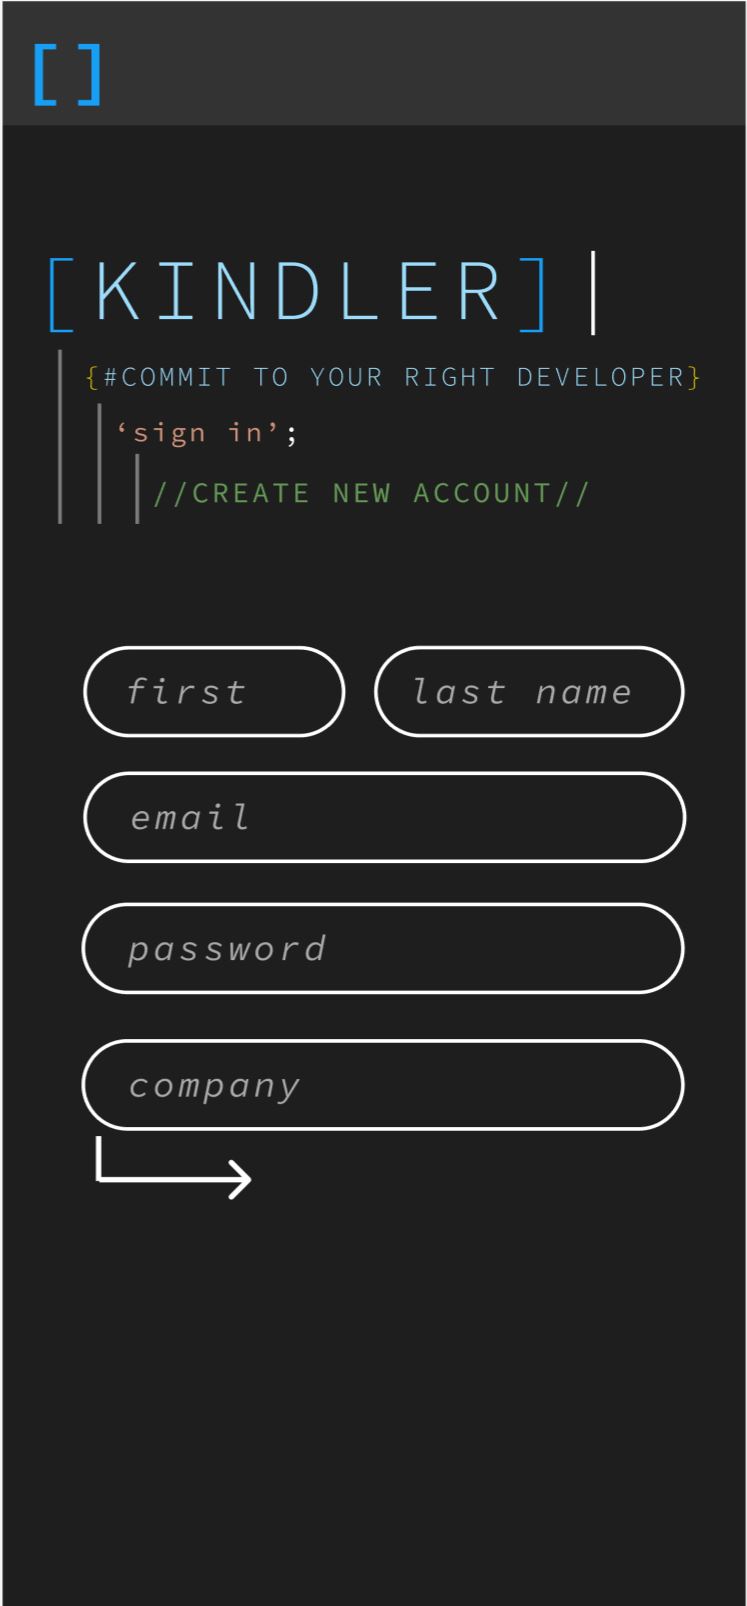 []
[KINDLER]|
{#COMMIT TO YOUR RIGHT DEVELOPER}
‘sign in’;
//CREATE NEW ACCOUNT//
first last name
email
password
company